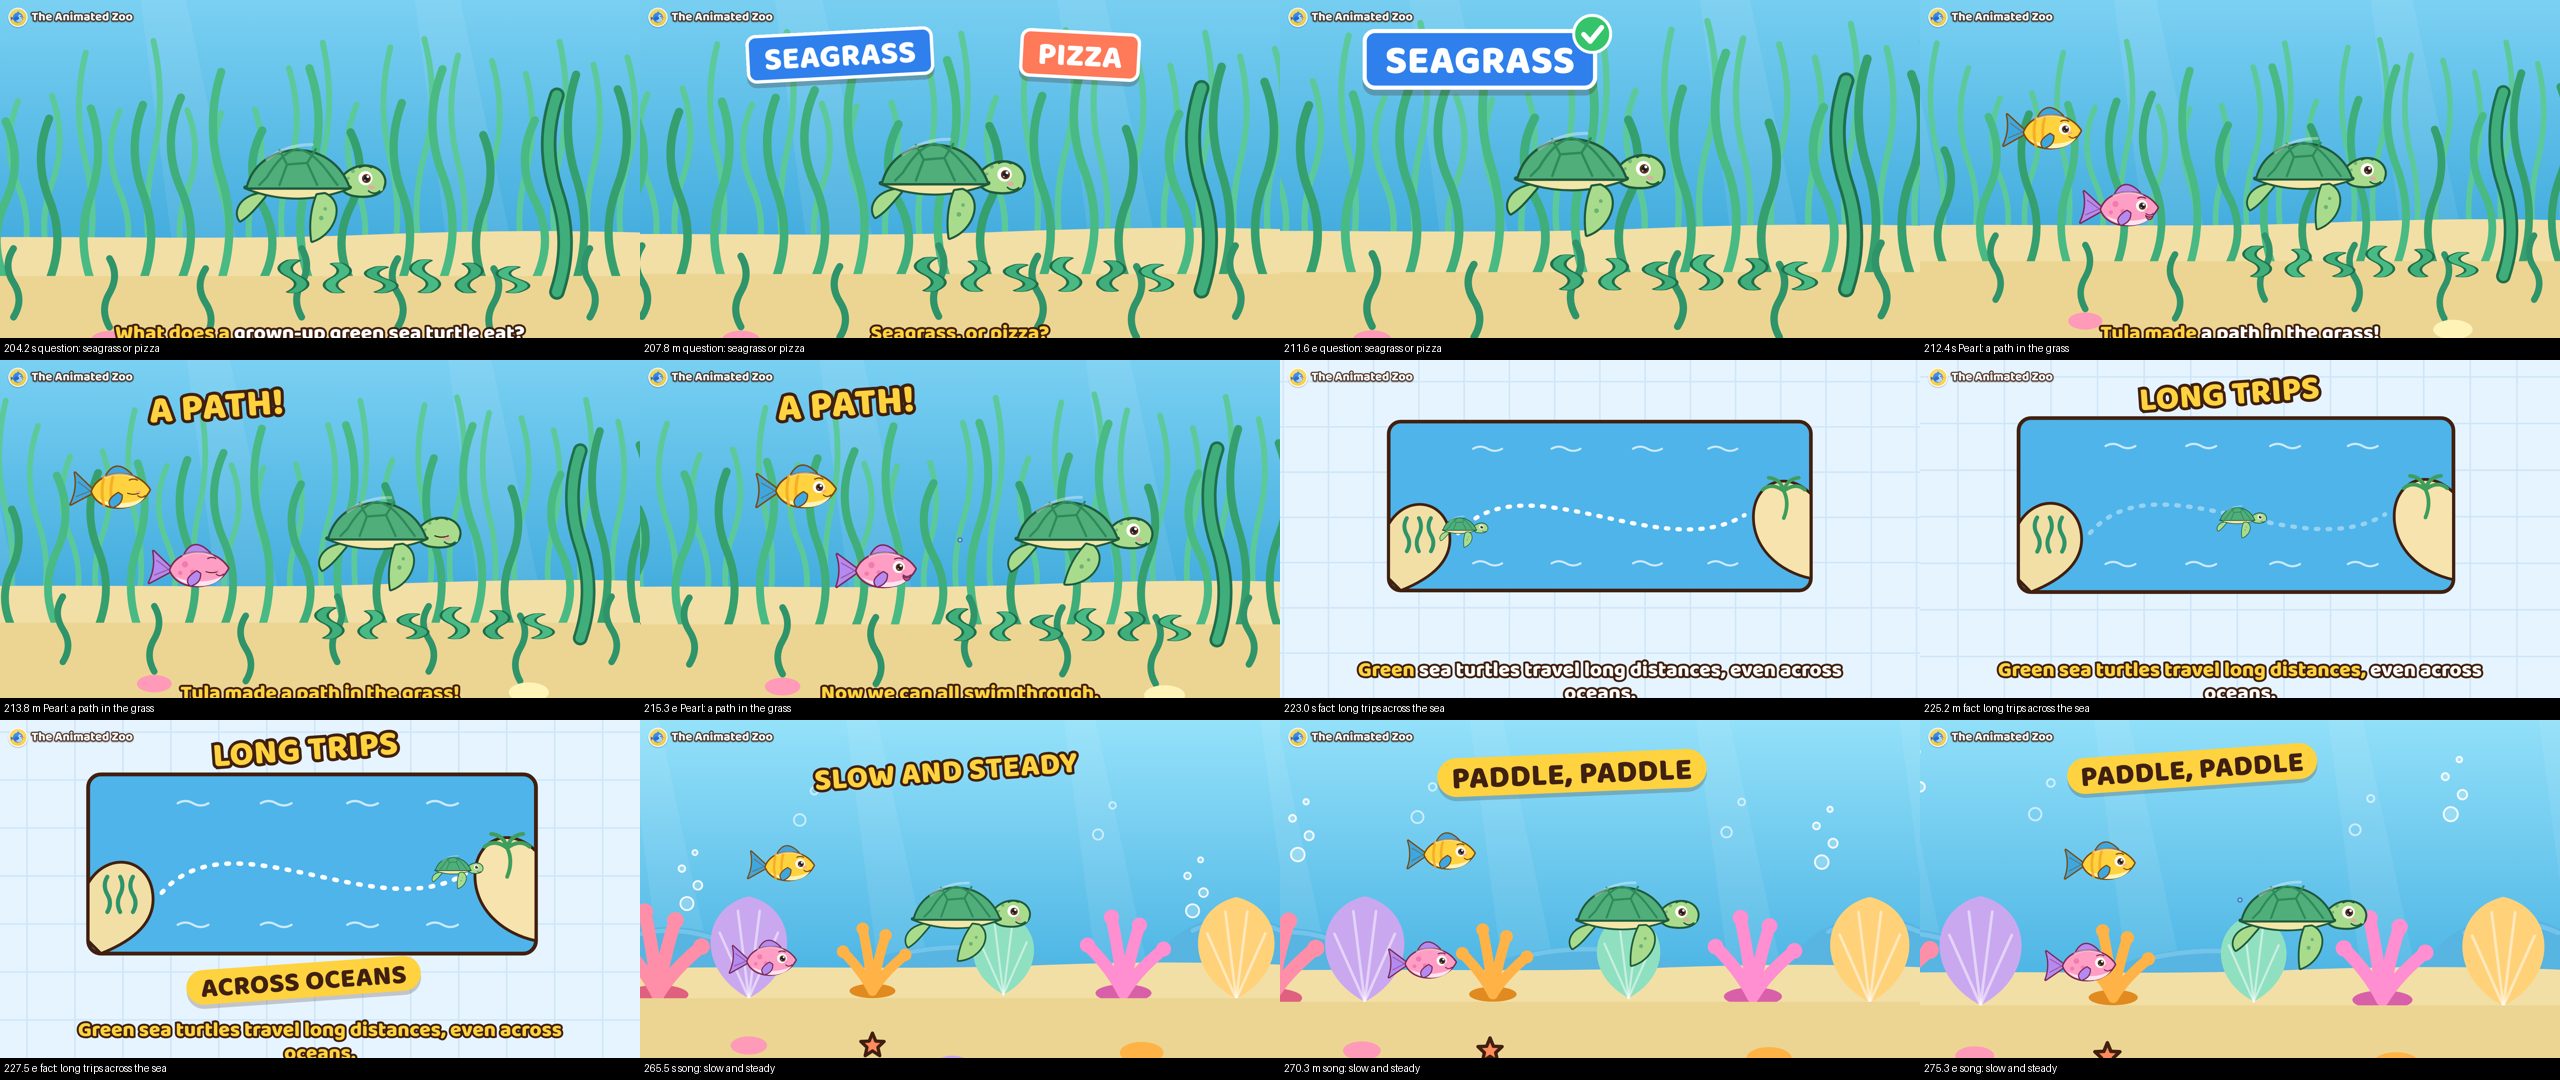 The Animated Zoo
What does a grown-up green sea turtle eat?
204.2 s question: seagrass or pizza
The Animated Zoo
SEAGRASS
PIZZA
Seagrass, or pizza?
207.8 m question: seagrass or pizza
The Animated Zoo
SEAGRASS
211.6 e question: seagrass or pizza
The Animated Zoo
Tula made a path in the grass!
212.4 s Pearl: a path in the grass
The Animated Zoo
A PATH!
Tula made a path in the grass!
213.8 m Pearl: a path in the grass
The Animated Zoo
A PATH!
Now we can all swim through.
215.3 e Pearl: a path in the grass
The Animated Zoo
Green sea turtles travel long distances, even across
oceans.
223.0 s fact: long trips across the sea
The Animated Zoo
LONG TRIPS
Green sea turtles travel long distances, even across
oceans.
225.2 m fact: long trips across the sea
The Animated Zoo
LONG TRIPS
ACROSS OCEANS
Green sea turtles travel long distances, even across
oceans.
227.5 e fact: long trips across the sea
The Animated Zoo
SLOW AND STEADY
265.5 s song: slow and steady
The Animated Zoo
PADDLE, PADDLE
270.3 m song: slow and steady
The Animated Zoo
PADDLE, PADDLE
275.3 e song: slow and steady